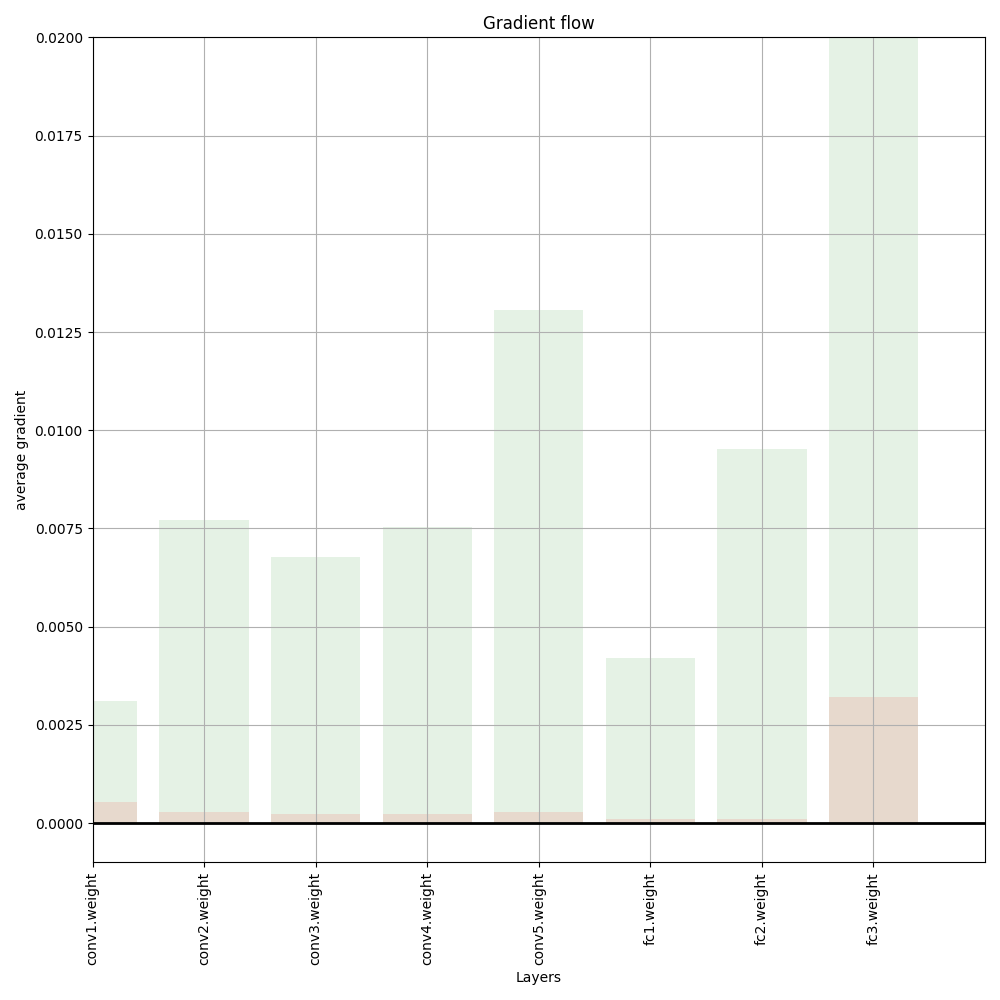 Gradient flow
0.0200
0.0175
0.0150
0.0125
0.0100
0.0075
0.0050
0.0025
0.0000
average gradient
conv1.weight
conv2.weight
conv3.weight
conv4.weight
conv5.weight
fc1.weight
fc2.weight
fc3.weight
Layers